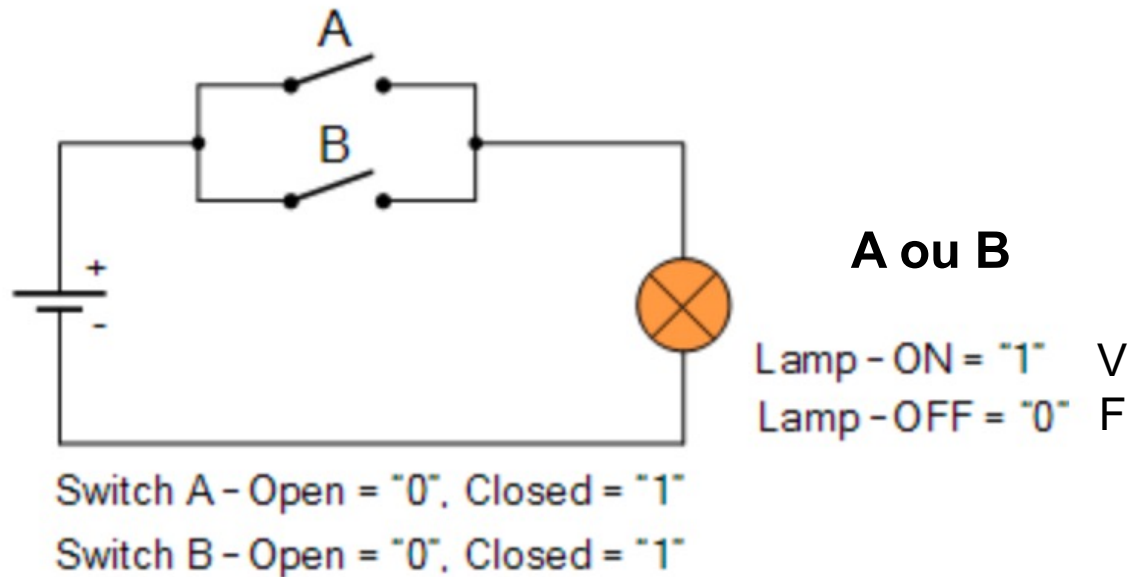 A
B
+
-
A ou B
Lamp - ON = "1" V
Lamp - OFF = "0" F
Switch A - Open = "0", Closed = "1"
Switch B - Open = "0", Closed = "1"